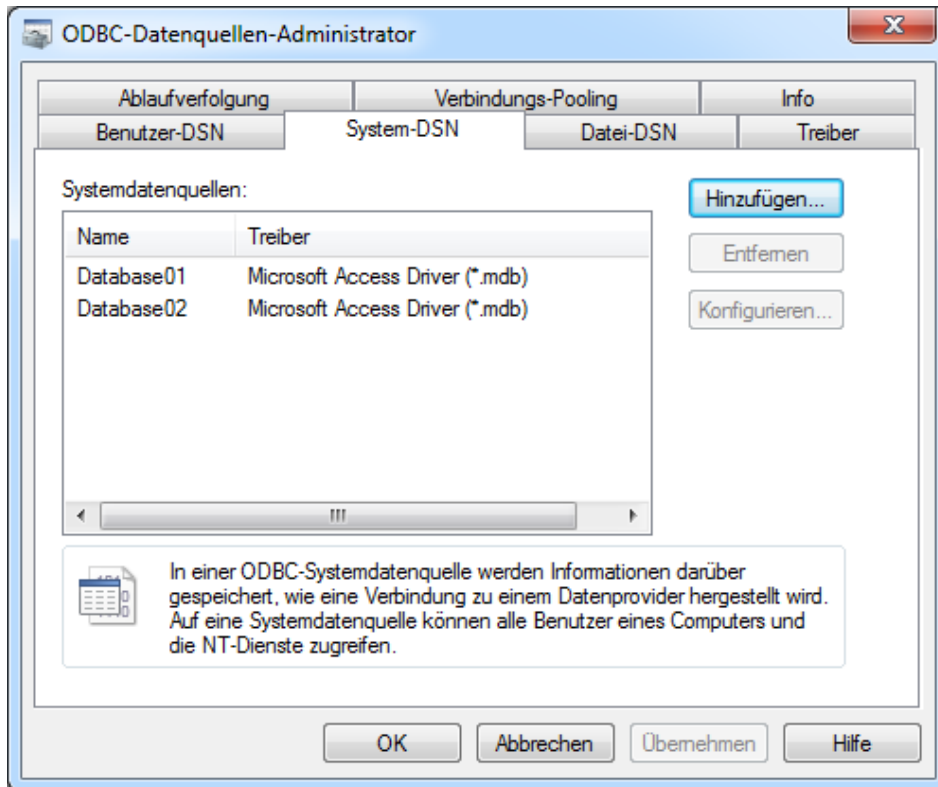 ODBC-Datenquellen-Administrator
Ablaufverfolgung Verbindungs-Pooling Info
Benutzer-DSN System-DSN Datei-DSN Treiber
Systemdatenquellen:
Hinzufügen...
Name Treiber
Entfernen
Database01 Microsoft Access Driver (*.mdb)
Database02 Microsoft Access Driver (*.mdb)
Konfigurieren...
In einer ODBC-Systemdatenquelle werden Informationen darüber
gespeichert, wie eine Verbindung zu einem Datenprovider hergestellt wird.
Auf eine Systemdatenquelle können alle Benutzer eines Computers und
die NT-Dienste zugreifen.
OK Abbrechen Übernehmen Hilfe